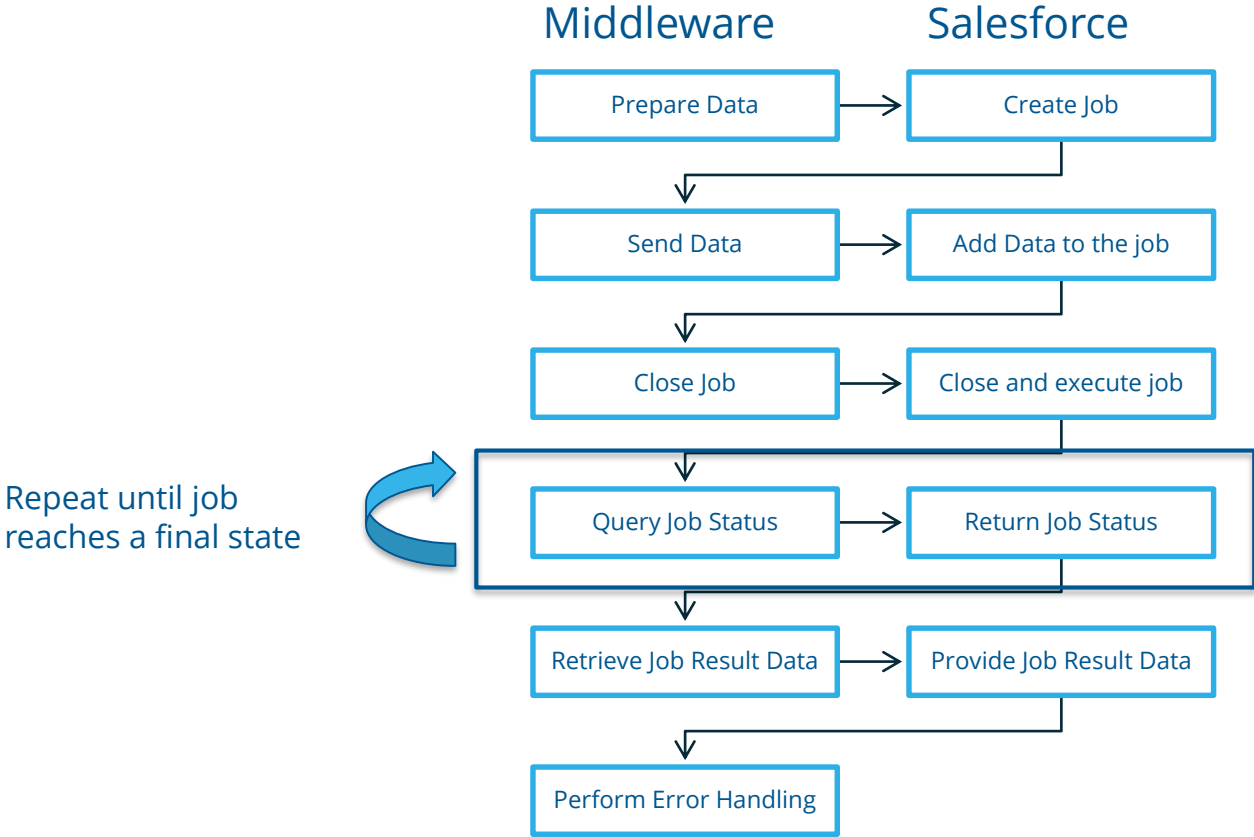 Middleware
Salesforce
Prepare Data
Create Job
Send Data
Add Data to the job
Close Job
Close and execute job
Repeat until job
reaches a final state
Query Job Status
Return Job Status
Retrieve Job Result Data
Provide Job Result Data
Perform Error Handling